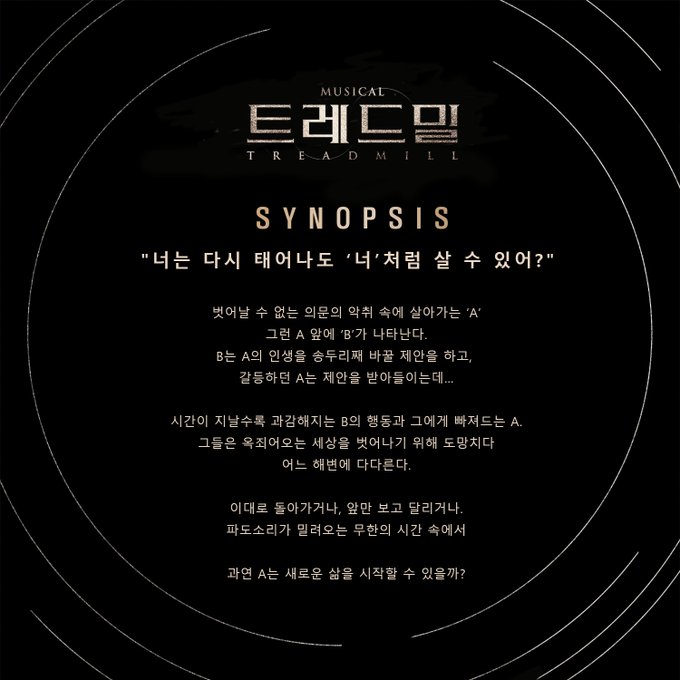 MUSICAL
트레드밀
TREADMILL
SYNOPSIS
"너는 다시 태어나도 ‘너’처럼 살 수 있어?"
벗어날 수 없는 의문의 악취 속에 살아가는 ‘A’
그런 A 앞에 ‘B’가 나타난다.
B는 A의 인생을 송두리째 바꿀 제안을 하고,
갈등하던 A는 제안을 받아들이는데...
시간이 지날수록 과감해지는 B의 행동과 그에게 빠져드는 A.
그들은 옥죄어오는 세상을 벗어나기 위해 도망치다
어느 해변에 다다른다.
이대로 돌아가거나, 앞만 보고 달리거나.
파도소리가 밀려오는 무한의 시간 속에서
과연 A는 새로운 삶을 시작할 수 있을까?